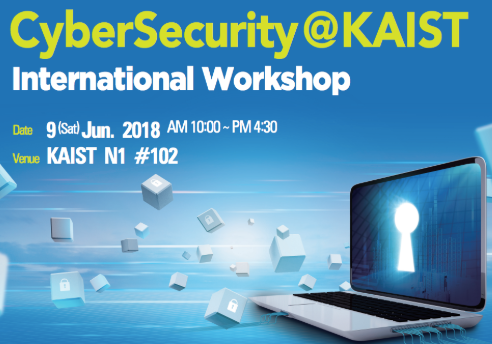 CyberSecurity@KAIST
International Workshop
Date 9(Sat) Jun. 2018 AM 10:00 ~ PM 4:30
Venue KAIST N1 #102